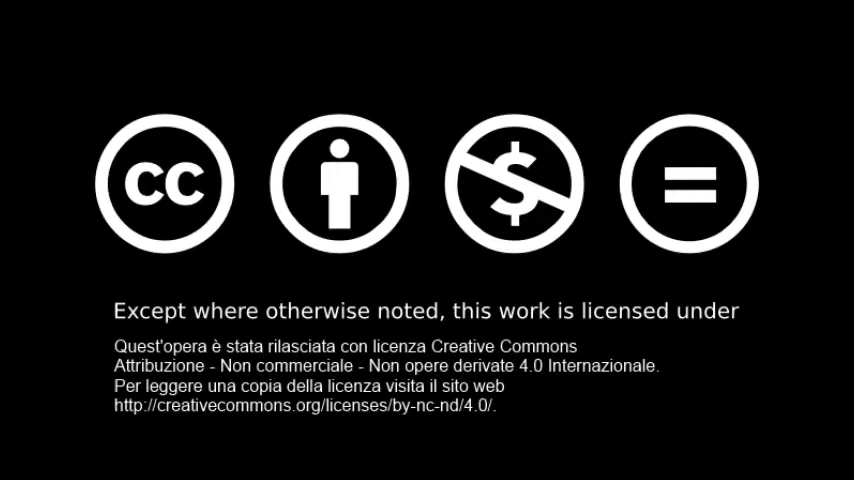 cc
Except where otherwise noted, this work is licensed under
Quest'opera è stata rilasciata con licenza Creative Commons
Attribuzione - Non commerciale - Non opere derivate 4.0 Internazionale.
Per leggere una copia della licenza visita il sito web
http://creativecommons.org/licenses/by-nc-nd/4.0/.